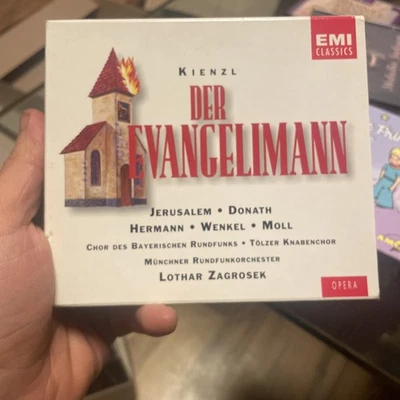 EMI
CLASSICS
KIENZL
DER
EVANGELIMANN
JERUSALEM • DONATH
HERMANN • WENKEL • MOLL
CHOR DES BAYERISCHEN RUNDFUNKS • TÖLZER KNABENCHOR
MÜNCHNER RUNDFUNKORCHESTER
LOTHAR ZAGROSEK
OPERA